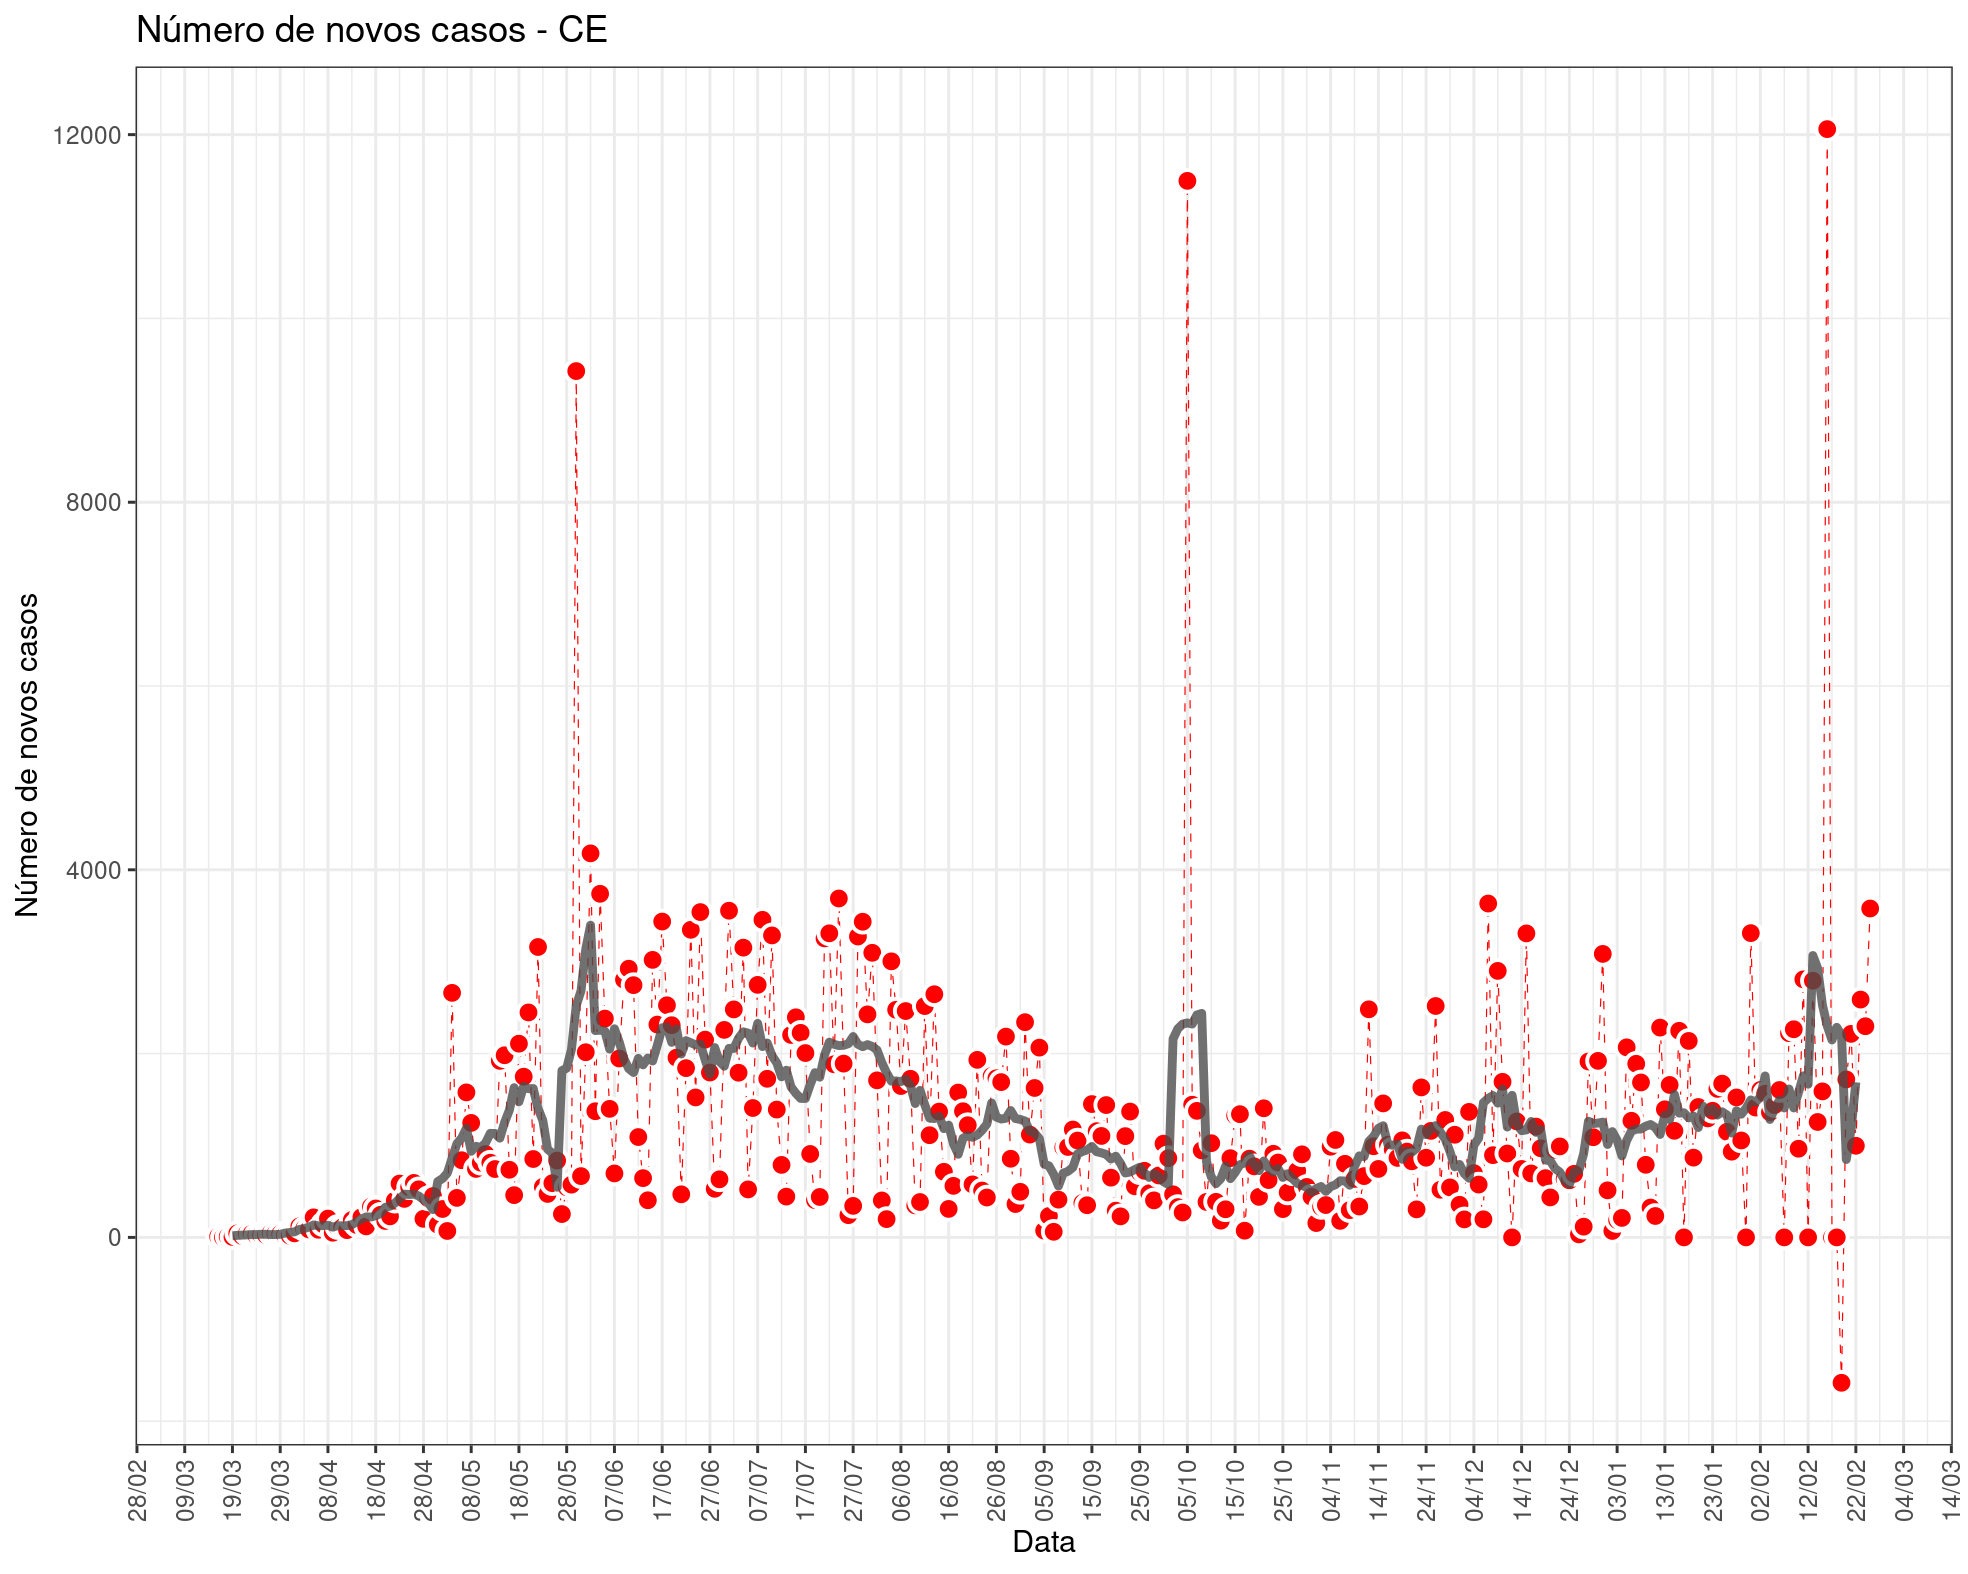 Número de novos casos - CE
Número de novos casos
12000
8000
4000
0
28/02 09/03 19/03 29/03 08/04 18/04 28/04 08/05 18/05 28/05 07/06 17/06 27/06 07/07 17/07 27/07 06/08 16/08 26/08 05/09 15/09 25/09 05/10 15/10 25/10 04/11 14/11 24/11 04/12 14/12 24/12 03/01 13/01 23/01 02/02 12/02 22/02 04/03 14/03
Data